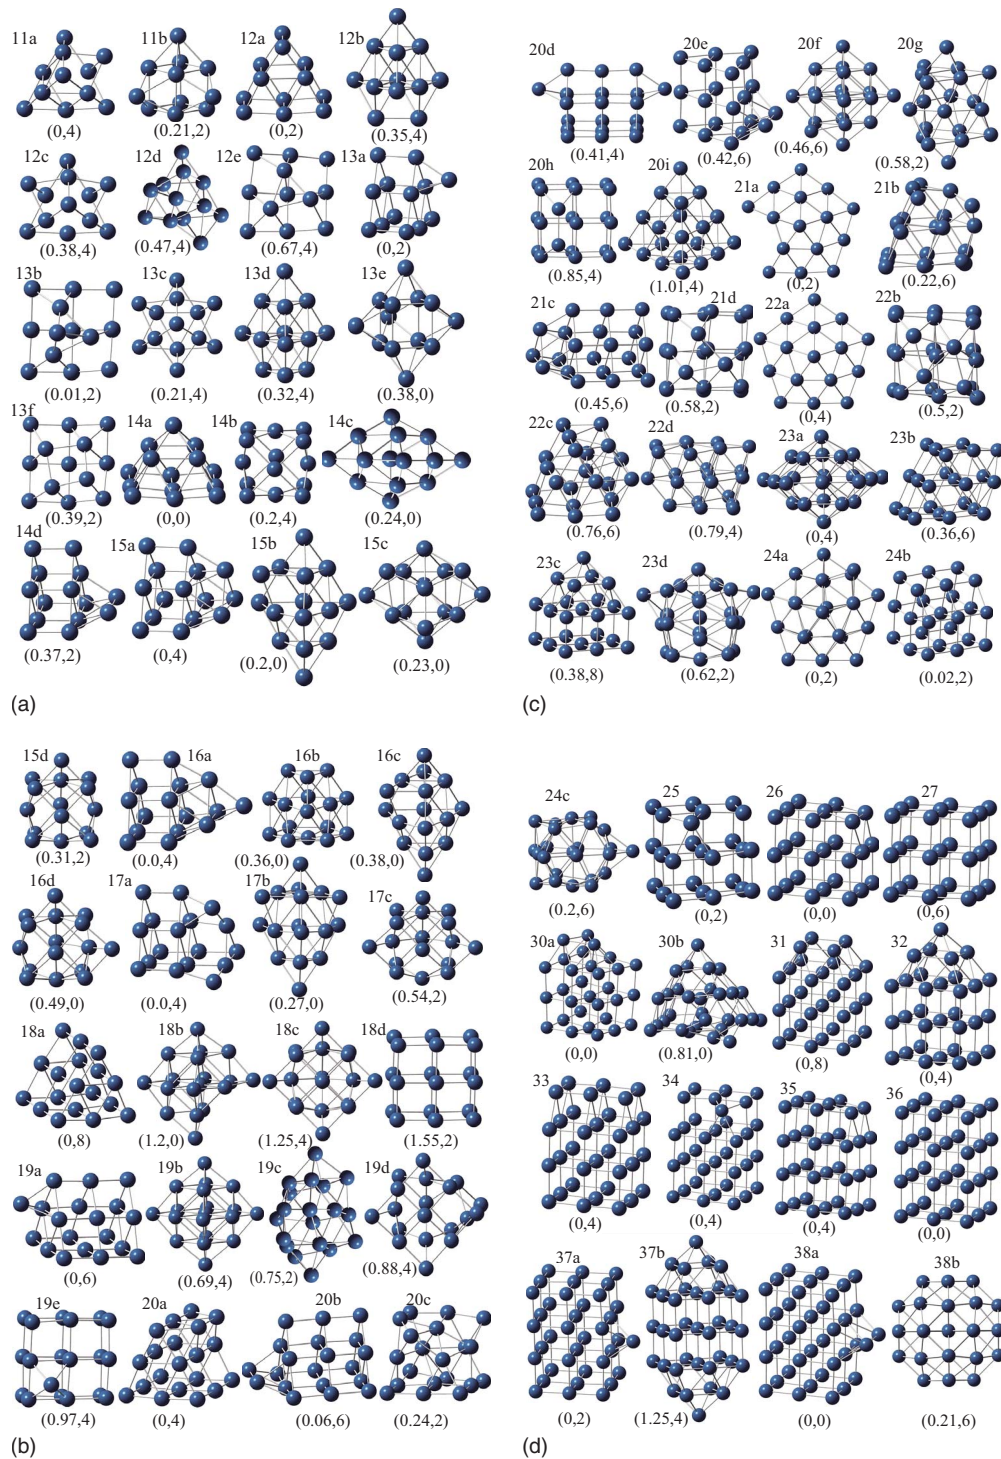 11a 11b 12a 12b
(0,4) (0.21,2) (0,2) (0.35,4)
12c 12d 12e 13a
(0.38,4) (0.47,4) (0.67,4) (0,2)
13b 13c 13d 13e
(0.01,2) (0.21,4) (0.32,4) (0.38,0)
13f 14a 14b 14c
(0.39,2) (0,0) (0.2,4) (0.24,0)
14d 15a 15b 15c
(0.37,2) (0,4) (0.2,0) (0.23,0)
(a)
20d 20e 20f 20g
(0.41,4) (0.42,6) (0.46,6) (0.58,2)
20h 20i 21a 21b
(0.85,4) (1.01,4) (0,2) (0.22,6)
21c 21d 22a 22b
(0.45,6) (0.58,2) (0,4) (0.5,2)
22c 22d 23a 23b
(0.76,6) (0.79,4) (0,4) (0.36,6)
23c 23d 24a 24b
(0.38,8) (0.62,2) (0,2) (0.02,2)
(c)
15d 16a 16b 16c
(0.31,2) (0.0,4) (0.36,0) (0.38,0)
16d 17a 17b 17c
(0.49,0) (0.0,4) (0.27,0) (0.54,2)
18a 18b 18c 18d
(0,8) (1.2,0) (1.25,4) (1.55,2)
19a 19b 19c 19d
(0,6) (0.69,4) (0.75,2) (0.88,4)
19e 20a 20b 20c
(0.97,4) (0,4) (0.06,6) (0.24,2)
(b)
24c 25 26 27
(0.2,6) (0,2) (0,0) (0,6)
30a 30b 31 32
(0,0) (0.81,0) (0,8) (0,4)
33 34 35 36
(0,4) (0,4) (0,4) (0,0)
37a 37b 38a 38b
(0,2) (1.25,4) (0,0) (0.21,6)
(d)